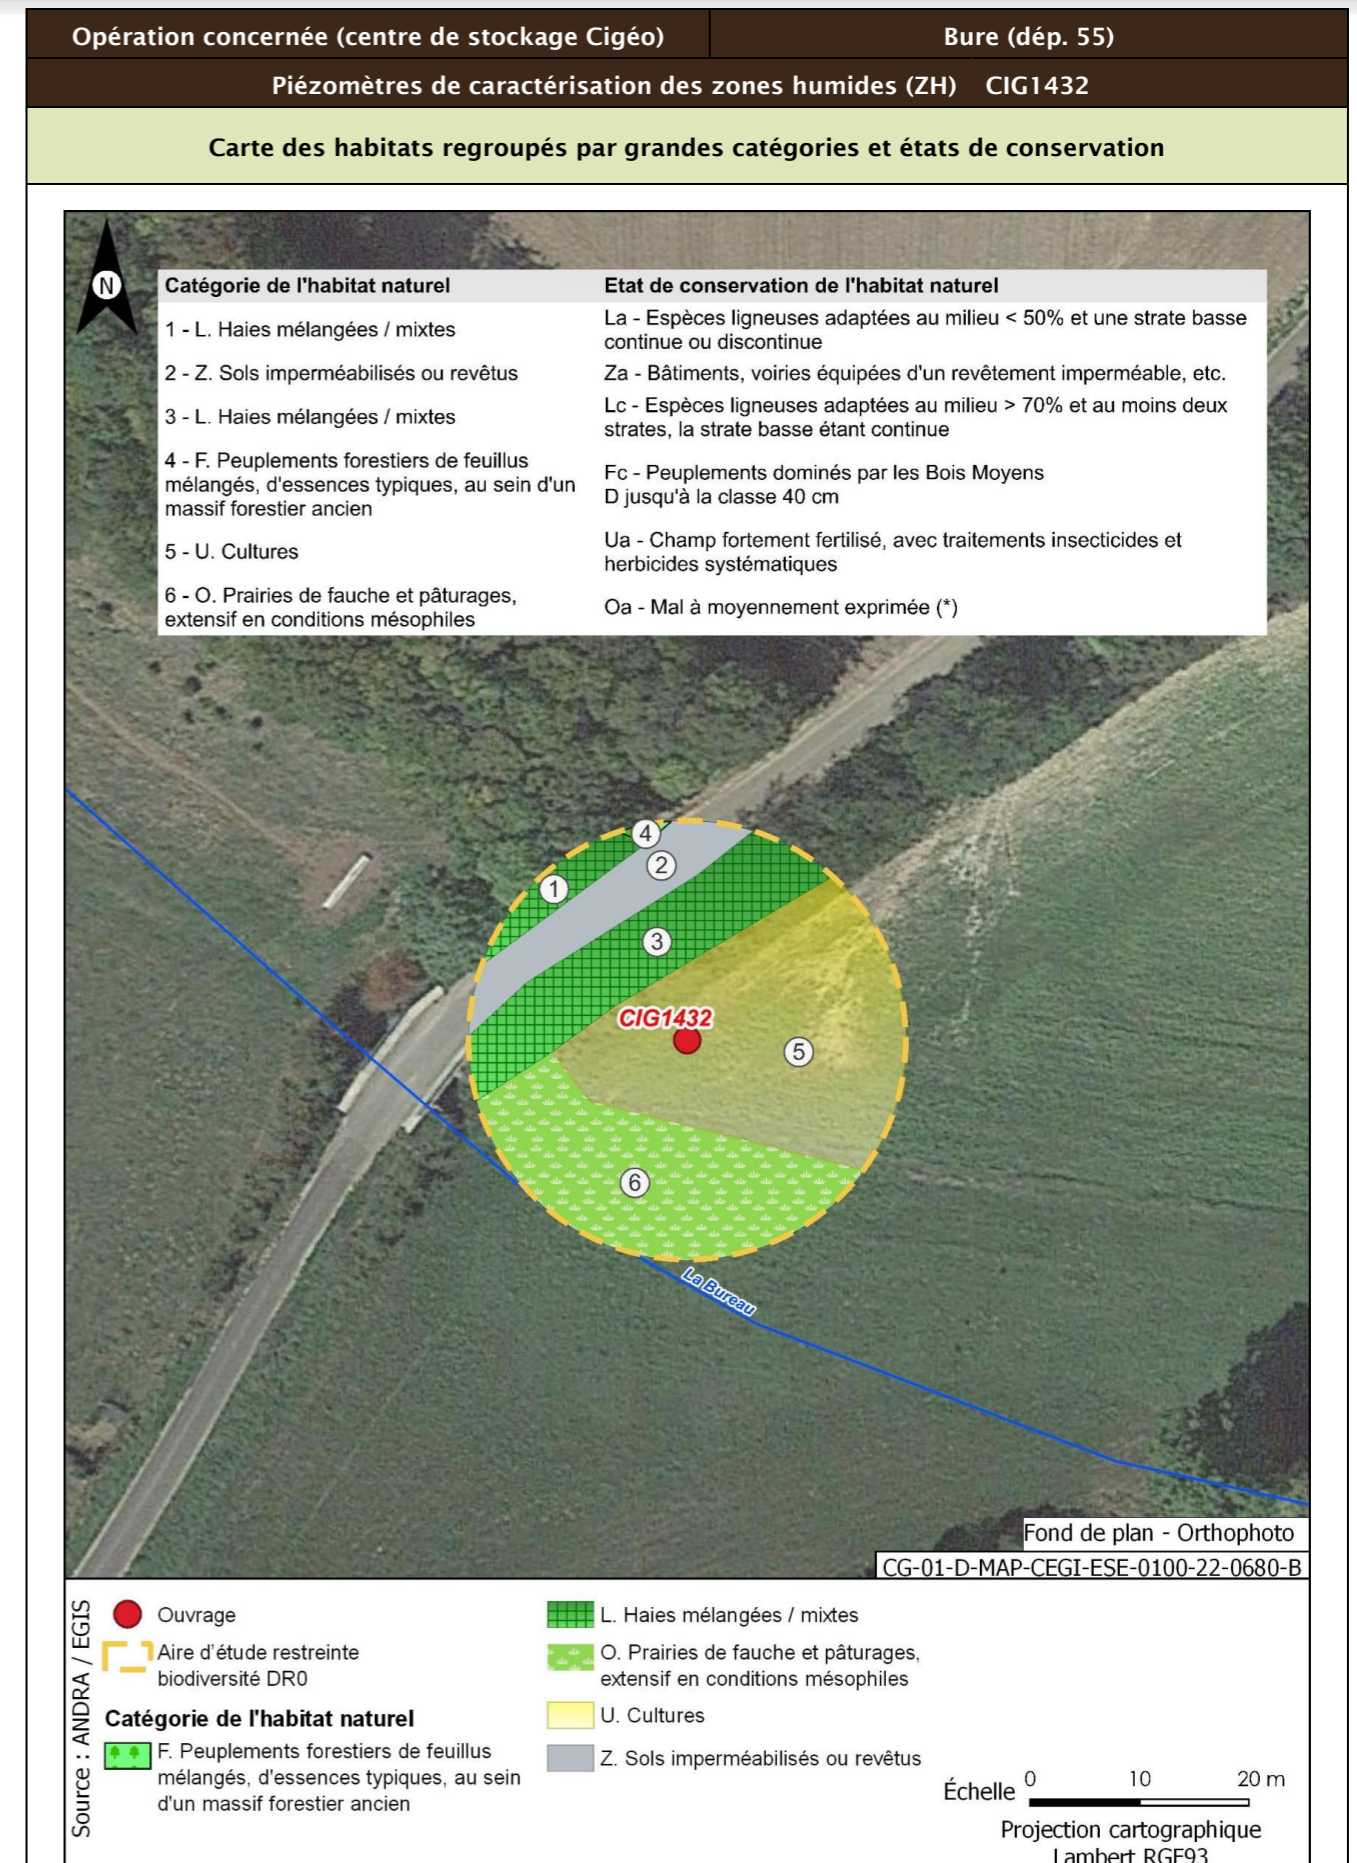 Opération concernée (centre de stockage Cigéo)
Bure (dép. 55)
Piézomètres de caractérisation des zones humides (ZH) CIG1432
Carte des habitats regroupés par grandes catégories et états de conservation
N
Catégorie de l'habitat naturel
Etat de conservation de l'habitat naturel
1 - L. Haies mélangées / mixtes
La - Espèces ligneuses adaptées au milieu < 50% et une strate basse
continue ou discontinue
2 - Z. Sols imperméabilisés ou revêtus
Za - Bâtiments, voiries équipées d'un revêtement imperméable, etc.
3 - L. Haies mélangées / mixtes
Lc - Espèces ligneuses adaptées au milieu > 70% et au moins deux
strates, la strate basse étant continue
4 - F. Peuplements forestiers de feuillus
mélangés, d'essences typiques, au sein d'un
massif forestier ancien
Fc - Peuplements dominés par les Bois Moyens
D jusqu'à la classe 40 cm
5 - U. Cultures
Ua - Champ fortement fertilisé, avec traitements insecticides et
herbicides systématiques
6 - O. Prairies de fauche et pâturages,
extensif en conditions mésophiles
Oa - Mal à moyennement exprimée (*)
4
2
1
3
CIG1432
5
6
La Bureau
Fond de plan - Orthophoto
CG-01-D-MAP-CEGI-ESE-0100-22-0680-B
Source : ANDRA / EGIS
Ouvrage
Aire d'étude restreinte
biodiversité DR0
Catégorie de l'habitat naturel
F. Peuplements forestiers de feuillus
mélangés, d'essences typiques, au sein
d'un massif forestier ancien
L. Haies mélangées / mixtes
O. Prairies de fauche et pâturages,
extensif en conditions mésophiles
U. Cultures
Z. Sols imperméabilisés ou revêtus
Échelle 0 10 20 m
Projection cartographique
Lambert RGF93